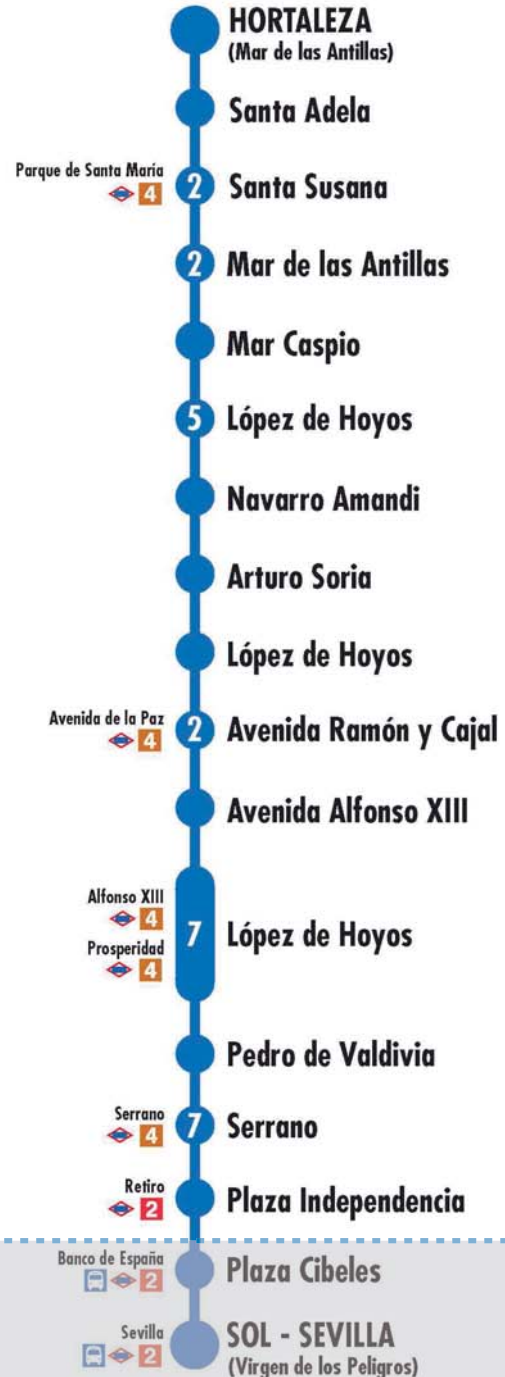 HORTALEZA
(Mar de las Antillas)
Santa Adela
Parque de Santa María
4
2
Santa Susana
2
Mar de las Antillas
Mar Caspio
5
López de Hoyos
Navarro Amandi
Arturo Soria
López de Hoyos
Avenida de la Paz
4
2
Avenida Ramón y Cajal
Avenida Alfonso XIII
Alfonso XIII
4
Prosperidad
4
7
López de Hoyos
Pedro de Valdivia
Serrano
4
7
Serrano
Retiro
2
Plaza Independencia
Banco de España
2
Plaza Cibeles
Sevilla
2
SOL - SEVILLA
(Virgen de los Peligros)